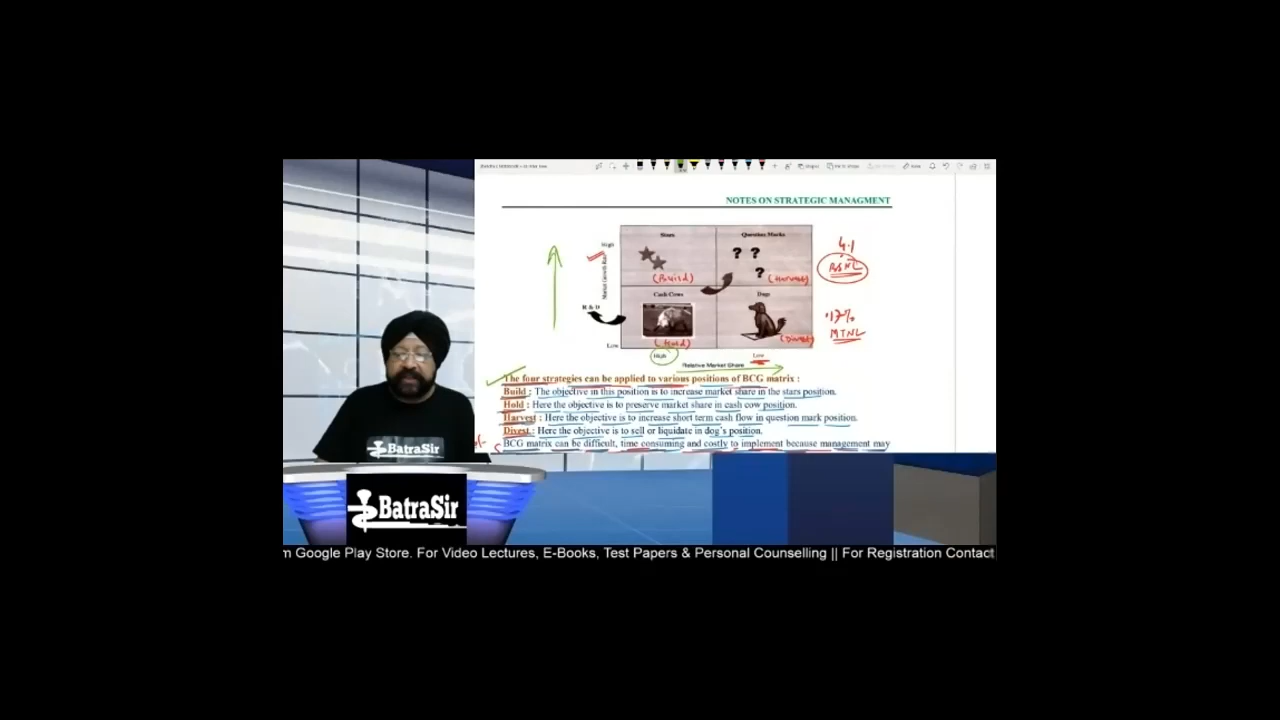 NOTES ON STRATEGIC MANAGMENT
Stars
Question Marks
High
? ?
?
(Build)
(Harvest)
4.1
BSNL
Market Growth Rate
R & D
Cash Cows
Dogs
(Hold)
(Divest)
.17%
MTNL
Low
High
Low
Relative Market Share
The four strategies can be applied to various positions of BCG matrix :
Build : The objective in this position is to increase market share in the stars position.
Hold : Here the objective is to preserve market share in cash cow position.
Harvest : Here the objective is to increase short term cash flow in question mark position.
Divest : Here the objective is to sell or liquidate in dog's position.
BCG matrix can be difficult, time consuming and costly to implement because management may
BatraSir
BatraSir
m Google Play Store. For Video Lectures, E-Books, Test Papers & Personal Counselling || For Registration Contact